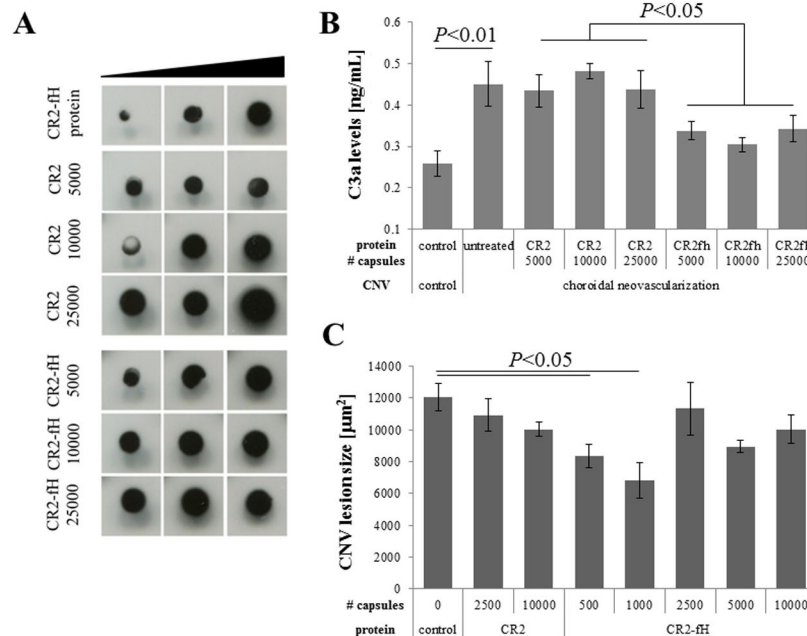 A
CR2-fH
protein
CR2
5000
CR2
10000
CR2
25000
CR2-fH
5000
CR2-fH
10000
CR2-fH
25000
B
C3a levels [ng/mL]
0.6
0.5
0.4
0.3
0.2
0.1
P<0.01
P<0.05
protein control untreated CR2 CR2 CR2 CR2fh CR2fh CR2fH
# capsules 5000 10000 25000 5000 10000 25000
CNV control choroidal neovascularization
C
CNV lesion size [µm²]
14000
12000
10000
8000
6000
4000
2000
0
P<0.05
# capsules 0 2500 10000 500 1000 2500 5000 10000
protein control CR2 CR2-fH